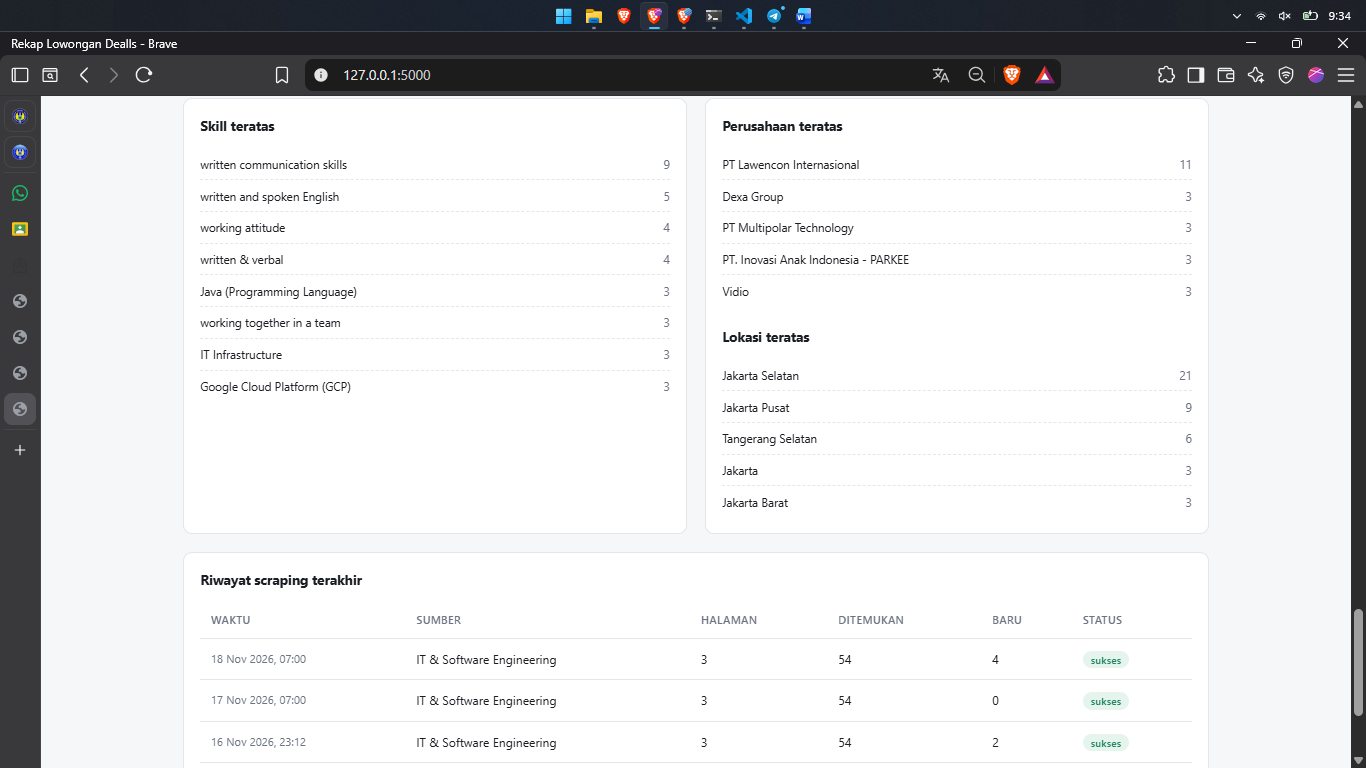 9:34
Rekap Lowongan Dealls - Brave
127.0.0.1:5000
Skill teratas
written communication skills 9
written and spoken English 5
working attitude 4
written & verbal 4
Java (Programming Language) 3
working together in a team 3
IT Infrastructure 3
Google Cloud Platform (GCP) 3
Perusahaan teratas
PT Lawencon Internasional 11
Dexa Group 3
PT Multipolar Technology 3
PT. Inovasi Anak Indonesia - PARKEE 3
Vidio 3
Lokasi teratas
Jakarta Selatan 21
Jakarta Pusat 9
Tangerang Selatan 6
Jakarta 3
Jakarta Barat 3
Riwayat scraping terakhir
WAKTU SUMBER HALAMAN DITEMUKAN BARU STATUS
18 Nov 2026, 07:00 IT & Software Engineering 3 54 4 sukses
17 Nov 2026, 07:00 IT & Software Engineering 3 54 0 sukses
16 Nov 2026, 23:12 IT & Software Engineering 3 54 2 sukses